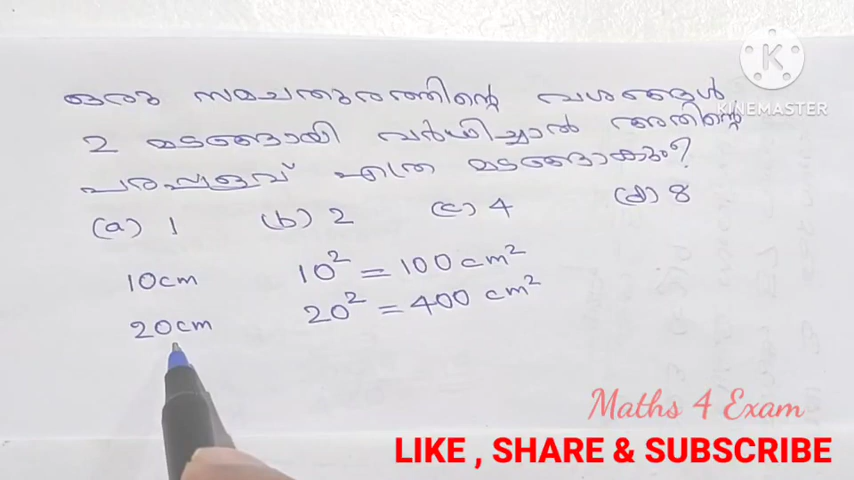 ഒരു സമചതുരത്തിന്റെ വശങ്ങൾ
2 മടങ്ങായി വർദ്ധിച്ചാൽ അതിന്റെ
പരപ്പളവ് എത്ര മടങ്ങാകും?
(a) 1 (b) 2 (c) 4 (d) 8
10cm 10² = 100 cm²
20cm 20² = 400 cm²
KINEMASTER
Maths 4 Exam
LIKE , SHARE & SUBSCRIBE